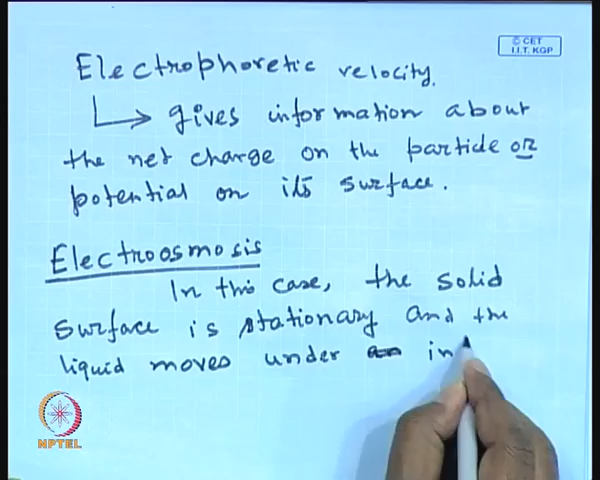 © CET
I.I.T. KGP
Electrophoretic velocity.
gives information about
the net charge on the particle or
potential on its surface.
Electroosmosis
In this case, the solid
surface is stationary and the
liquid moves under in
NPTEL